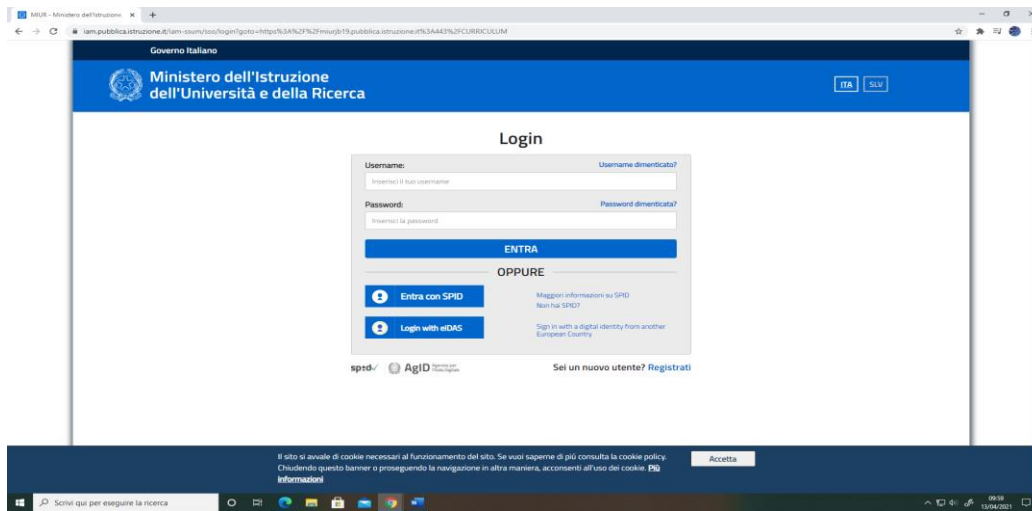 MIUR - Ministero dell'Istruzione
iam.pubblica.istruzione.it/iam-ssum/sso/login?goto=https%3A%2F%2Fmiurjb19.pubblica.istruzione.it%3A443%2FCURRICULUM
Governo Italiano
Ministero dell'Istruzione
dell'Università e della Ricerca
ITA SLV
Login
Username: Username dimenticato?
Inserisci il tuo username
Password: Password dimenticata?
Inserisci la password
ENTRA
OPPURE
Entra con SPID
Maggiori informazioni su SPID
Non hai SPID?
Login with eIDAS
Sign in with a digital identity from another
European Country
spid AgID
Sei un nuovo utente? Registrati
Il sito si avvale di cookie necessari al funzionamento del sito. Se vuoi saperne di più consulta la cookie policy.
Chiudendo questo banner o proseguendo la navigazione in altra maniera, acconsenti all'uso dei cookie. Più
informazioni
Accetta
Scrivi qui per eseguire la ricerca
09:59
13/04/2021